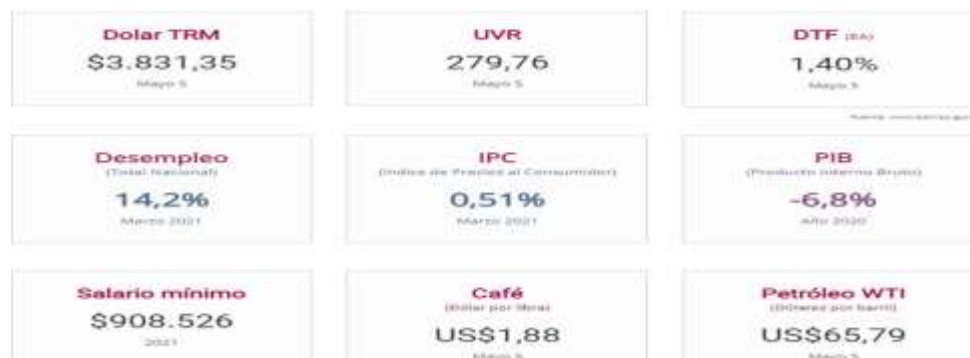 Dolar TRM
$3.831,35
Mayo 5
UVR
279,76
Mayo 5
DTF (EA)
1,40%
Mayo 3
Desempleo
(Total Nacional)
14,2%
Marzo 2021
IPC
(Índice de Precios al Consumidor)
0,51%
Marzo 2021
PIB
(Producto Interno Bruto)
-6,8%
Año 2020
Salario mínimo
$908.526
2021
Café
(Dólar por libra)
US$1,88
Mayo 5
Petróleo WTI
(Dólares por barril)
US$65,79
Mayo 5